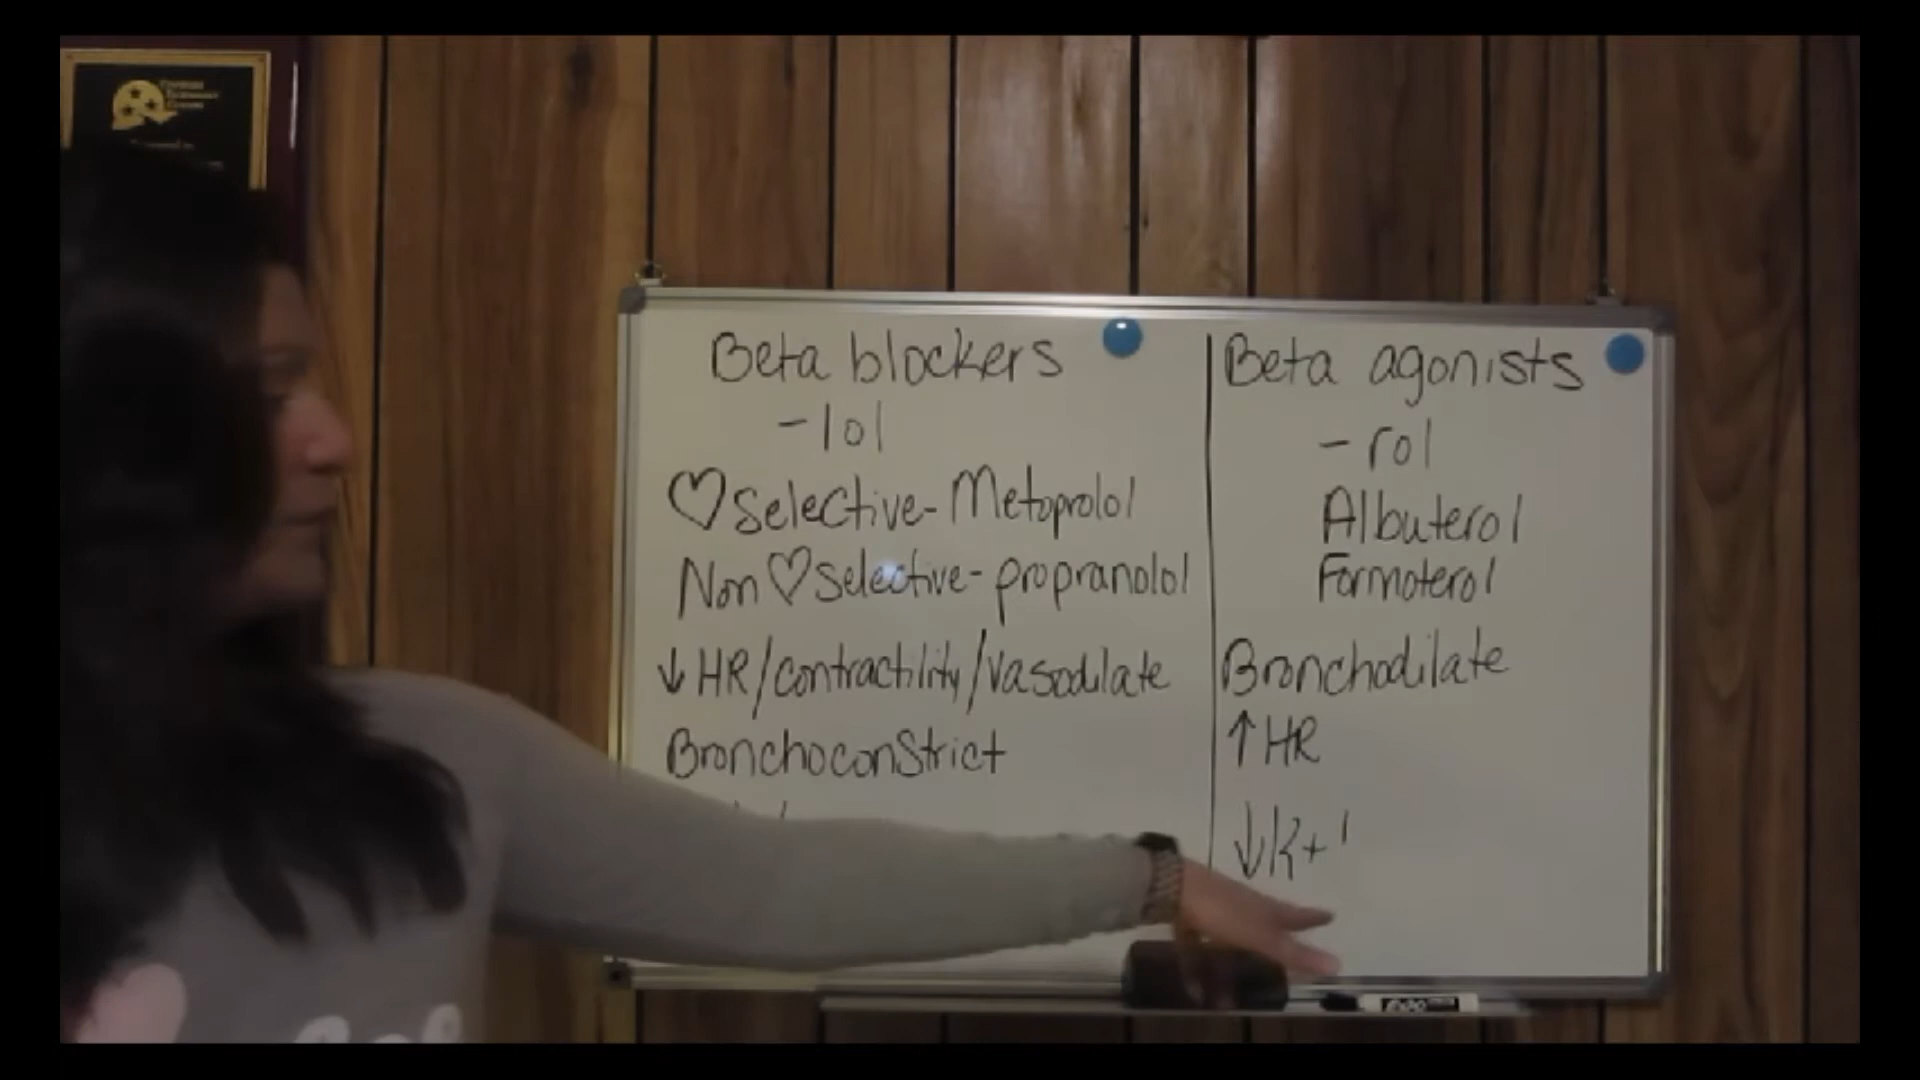 Beta blockers
-lol
♡ Selective-Metoprolol
Non ♡ Selective-propranolol
↓ HR/contractility/Vasodilate
Bronchoconstrict
Beta agonists
-rol
Albuterol
Formoterol
Bronchodilate
↑ HR
↓ K+
EXPO